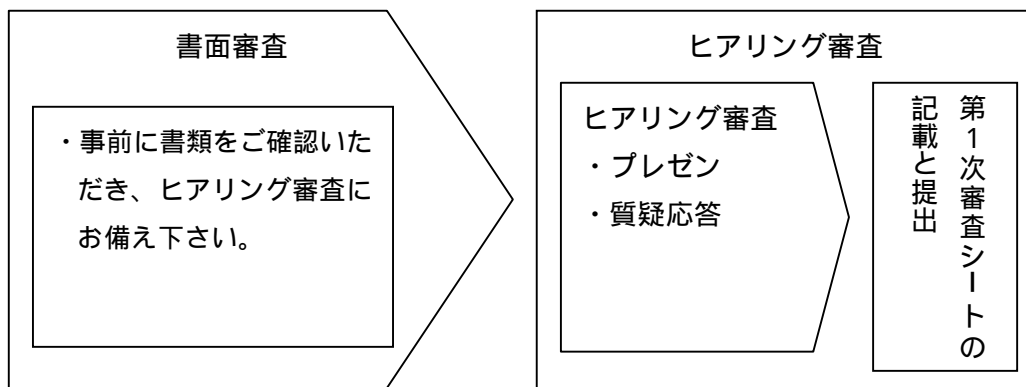 書面審査
・事前に書類をご確認いた
だき、ヒアリング審査に
お備え下さい。
ヒアリング審査
ヒアリング審査
・プレゼン
・質疑応答
第１次審査シートの
記載と提出